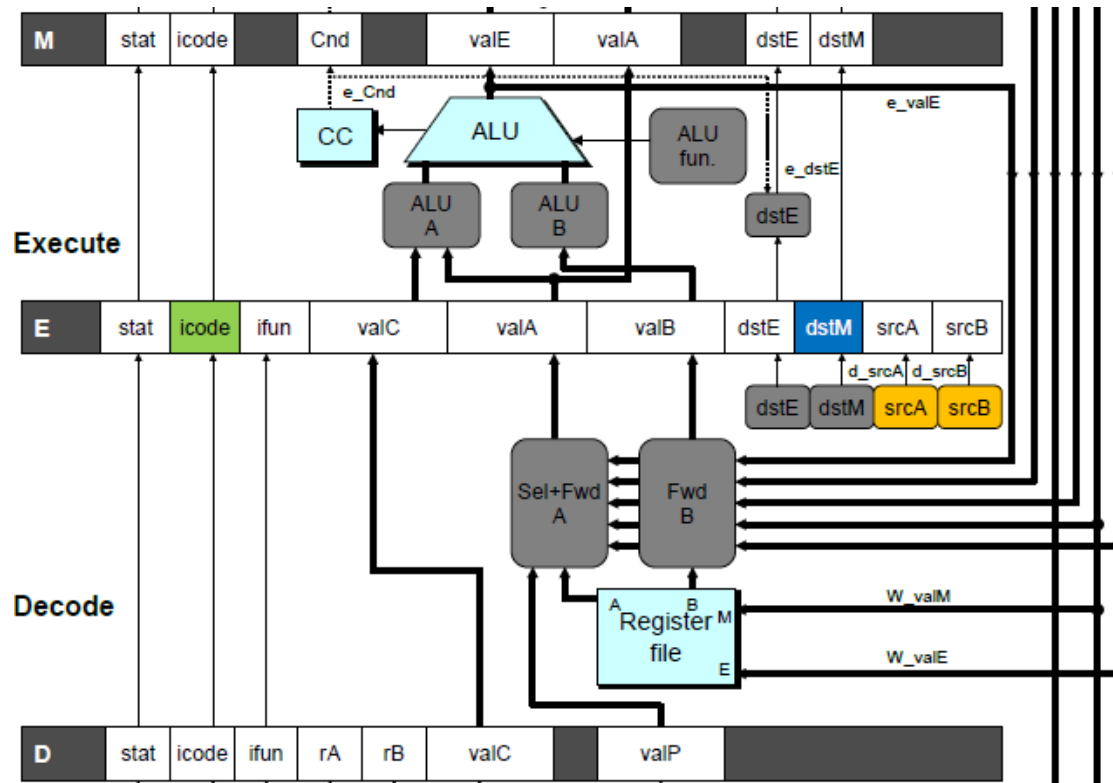 M stat icode Cnd valE valA dstE dstM
e_Cnd
e_valE
CC
ALU
ALU
fun.
e_dstE
ALU
A
ALU
B
dstE
Execute
E stat icode ifun valC valA valB dstE dstM srcA srcB
d_srcA d_srcB
dstE dstM srcA srcB
Sel+Fwd
A
Fwd
B
Decode
A B
W_valM
Register M
file
E
W_valE
D stat icode ifun rA rB valC valP